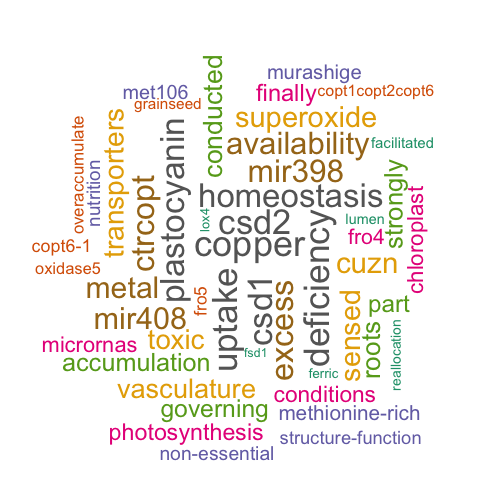 murashige
conducted
met106
finally
copt1copt2copt6
grainseed
superoxide
overaccumulate
nutrition
transporters
plastocyanin
availability
facilitated
mir398
ctrcopt
homeostasis
strongly
chloroplast
lox4
csd2
lumen
copt6-1
copper
fro4
oxidase5
metal
uptake
csd1
deficiency
cuzn
fro5
excess
sensed
part
mir408
roots
reallocation
micrornas
toxic
fsd1
accumulation
ferric
vasculature
conditions
governing
methionine-rich
photosynthesis
structure-function
non-essential